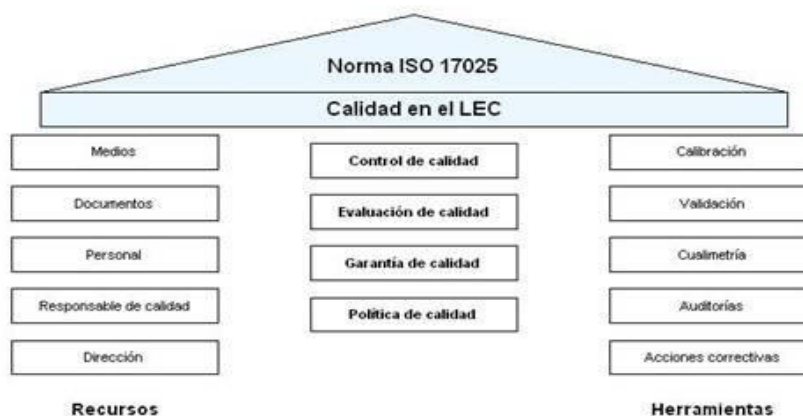 Norma ISO 17025
Calidad en el LEC
Medios
Documentos
Personal
Responsable de calidad
Dirección
Recursos
Control de calidad
Evaluación de calidad
Garantía de calidad
Política de calidad
Calibración
Validación
Cualimetría
Auditorías
Acciones correctivas
Herramientas